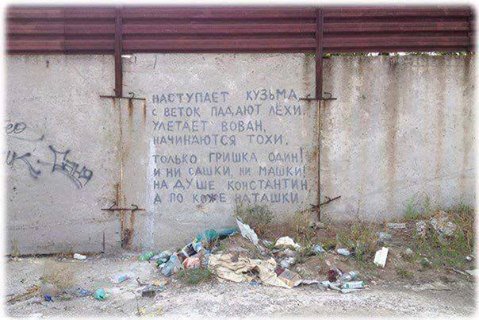 НАСТУПАЕТ КУЗЬМА,
С ВЕТОК ПАДАЮТ ЛЁХИ.
УЛЕТАЕТ ВОВАН,
НАЧИНАЮТСЯ ТОХИ.
ТОЛЬКО ГРИШКА ОДИН!
И НИ САШКИ, НИ МАШКИ!
НА ДУШЕ КОНСТАНТИН
А ПО КОЖЕ НАТАШКИ.